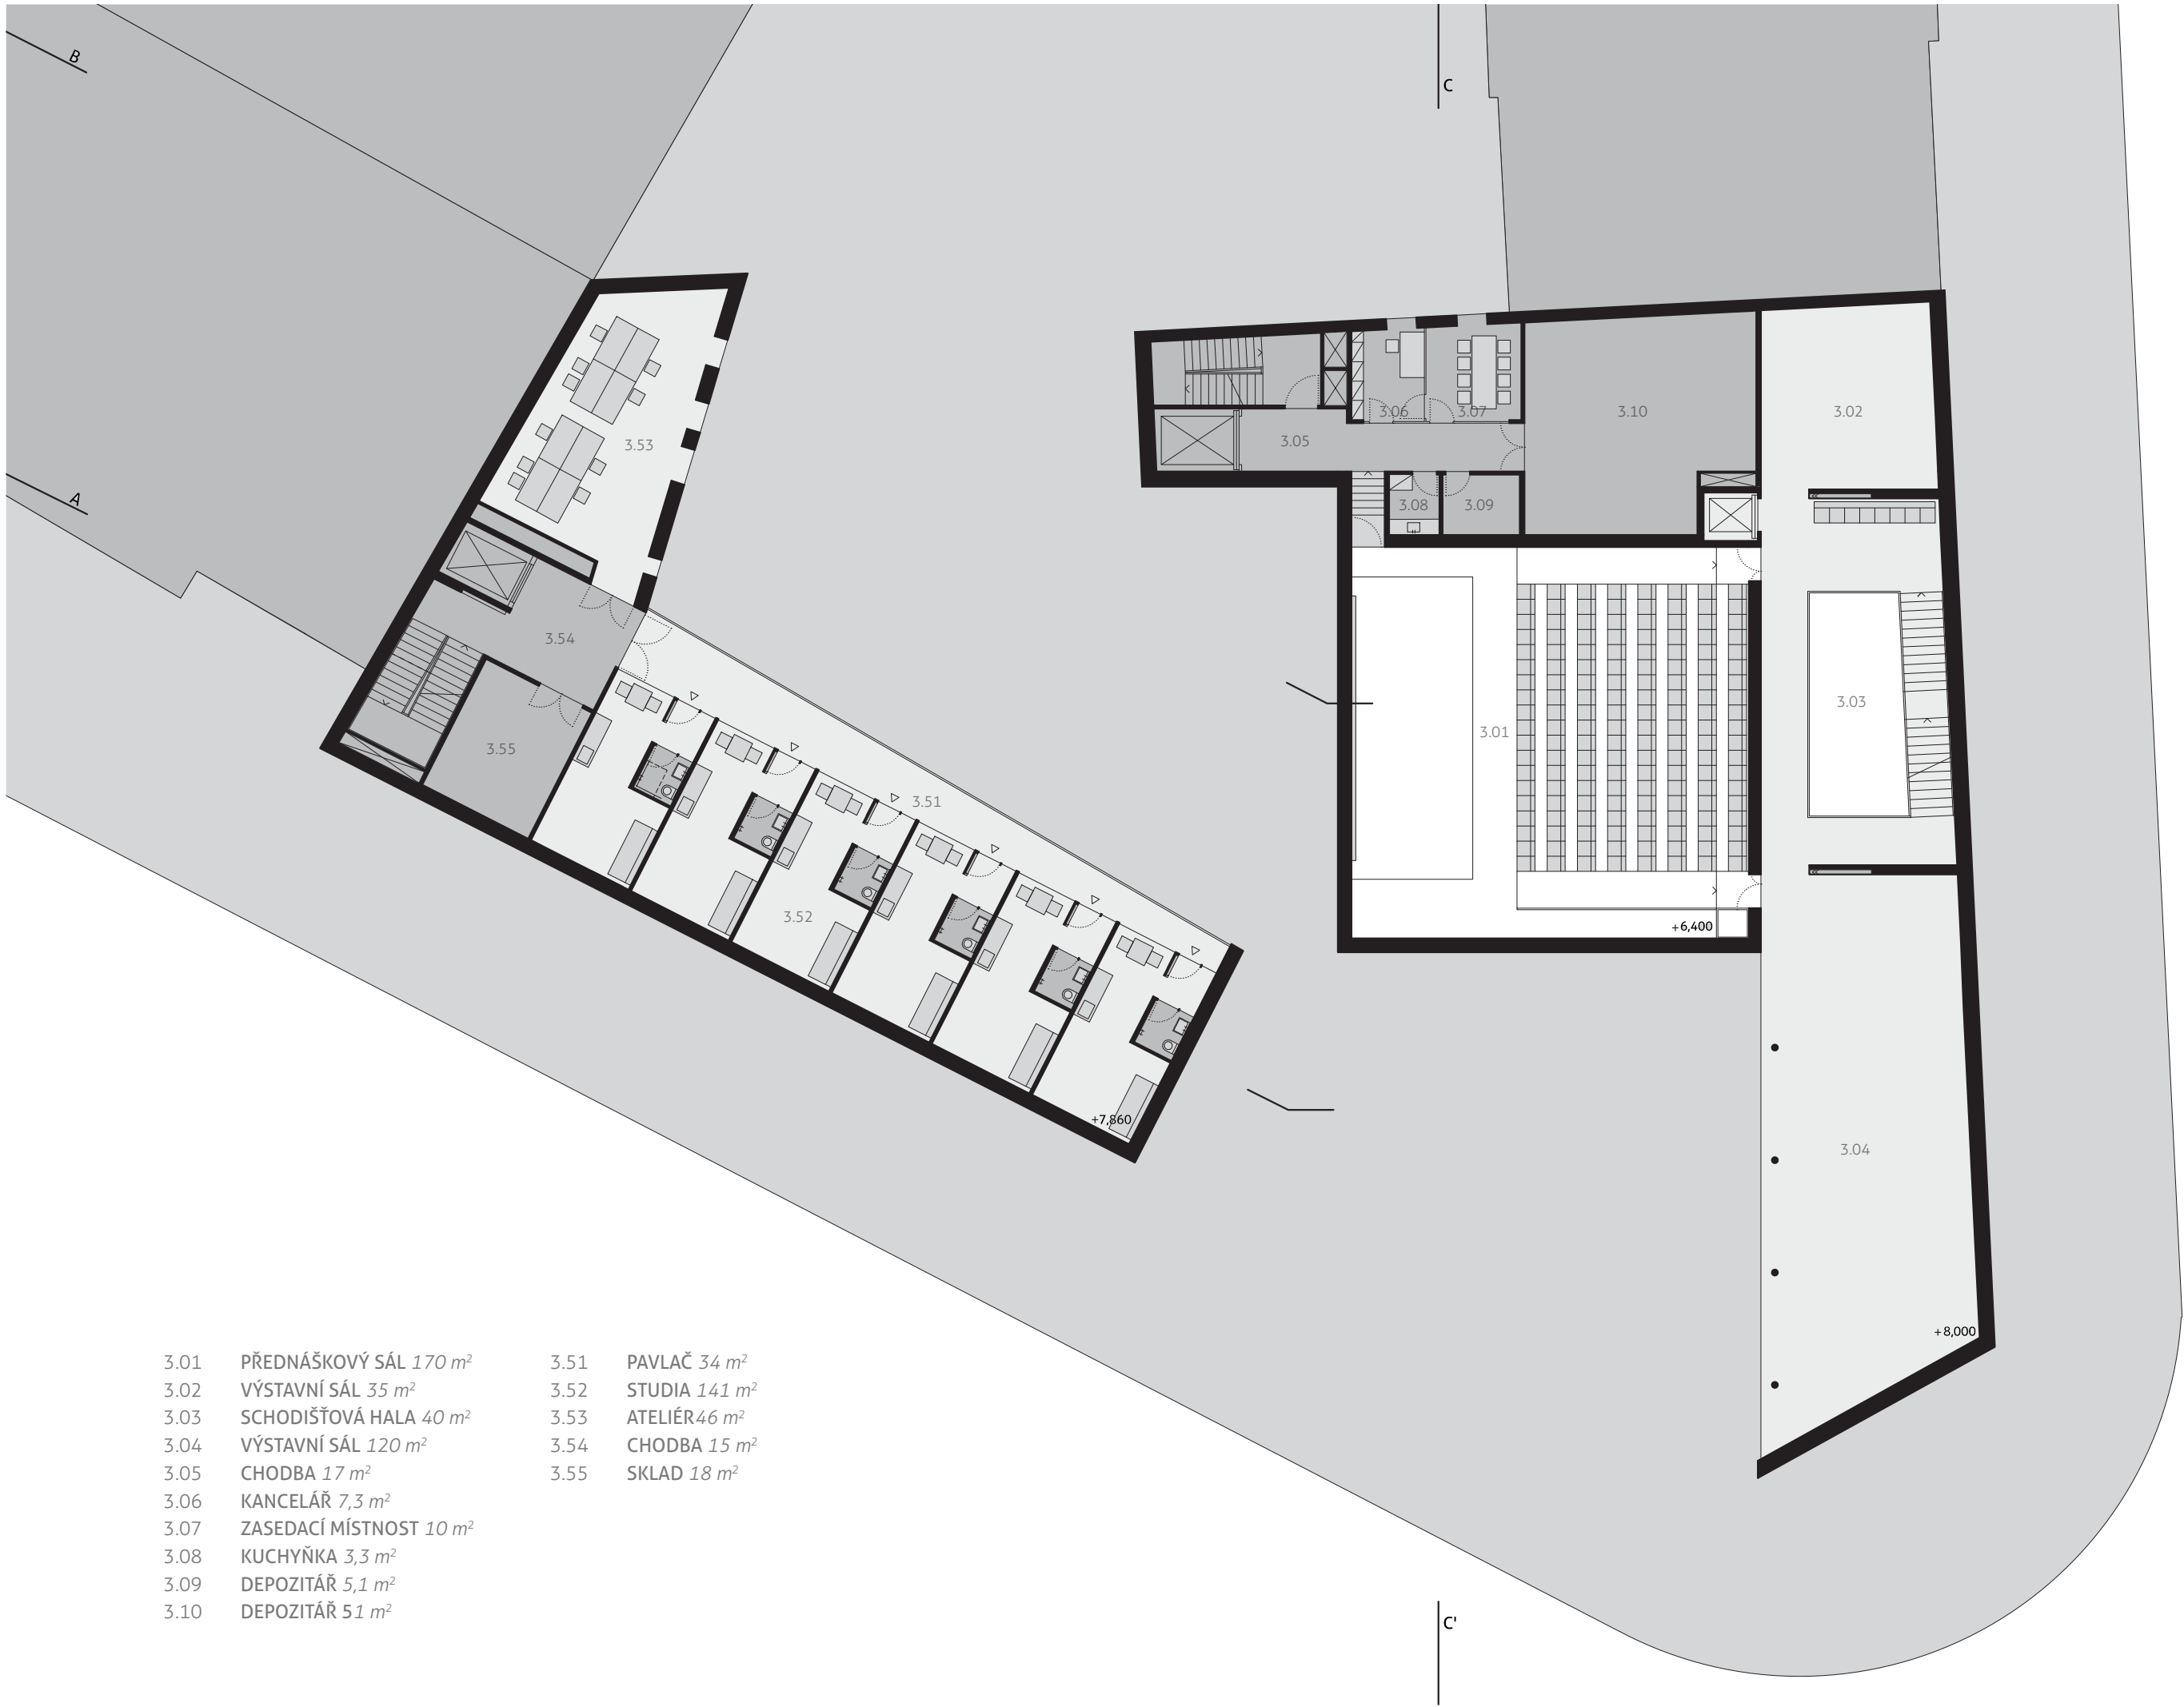 B
C
A
3.53
3.06
3.07
3.10
3.02
3.05
3.08
3.09
3.54
3.03
3.01
3.55
3.51
3.52
+6,400
+7,860
3.04
+8,000
3.01 PŘEDNÁŠKOVÝ SÁL 170 m²
3.02 VÝSTAVNÍ SÁL 35 m²
3.03 SCHODIŠŤOVÁ HALA 40 m²
3.04 VÝSTAVNÍ SÁL 120 m²
3.05 CHODBA 17 m²
3.06 KANCELÁŘ 7,3 m²
3.07 ZASEDACÍ MÍSTNOST 10 m²
3.08 KUCHYŇKA 3,3 m²
3.09 DEPOZITÁŘ 5,1 m²
3.10 DEPOZITÁŘ 51 m²
3.51 PAVLAČ 34 m²
3.52 STUDIA 141 m²
3.53 ATELIÉR46 m²
3.54 CHODBA 15 m²
3.55 SKLAD 18 m²
C'